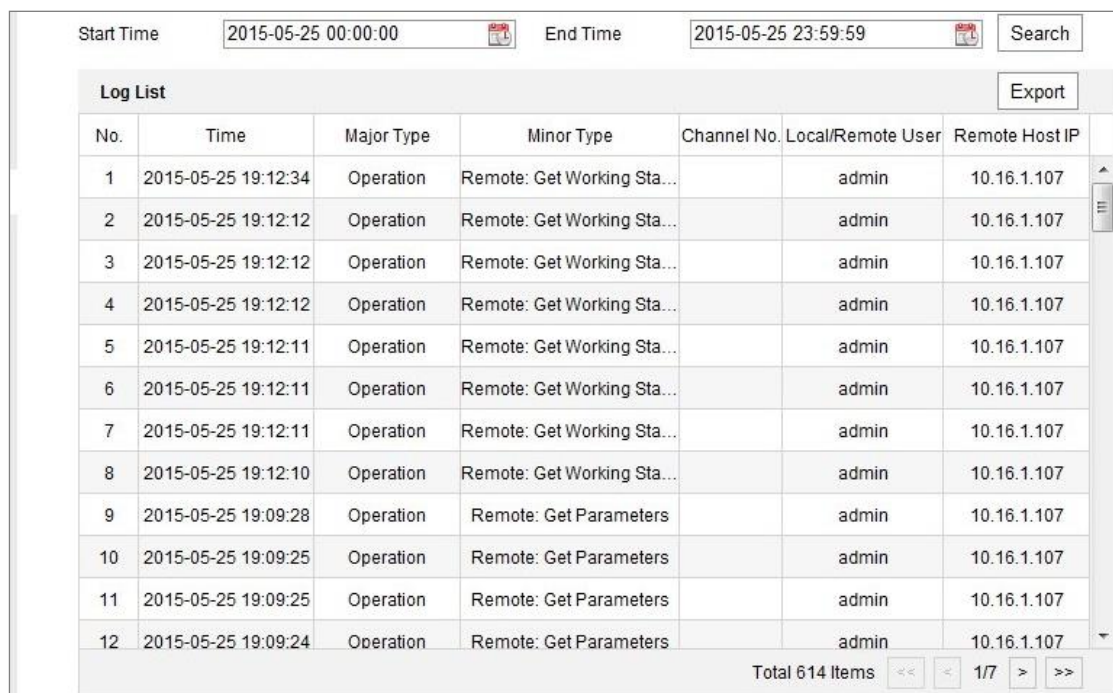 Start Time 2015-05-25 00:00:00 End Time 2015-05-25 23:59:59 Search
Log List Export
No. Time Major Type Minor Type Channel No. Local/Remote User Remote Host IP
1 2015-05-25 19:12:34 Operation Remote: Get Working Sta... admin 10.16.1.107
2 2015-05-25 19:12:12 Operation Remote: Get Working Sta... admin 10.16.1.107
3 2015-05-25 19:12:12 Operation Remote: Get Working Sta... admin 10.16.1.107
4 2015-05-25 19:12:12 Operation Remote: Get Working Sta... admin 10.16.1.107
5 2015-05-25 19:12:11 Operation Remote: Get Working Sta... admin 10.16.1.107
6 2015-05-25 19:12:11 Operation Remote: Get Working Sta... admin 10.16.1.107
7 2015-05-25 19:12:11 Operation Remote: Get Working Sta... admin 10.16.1.107
8 2015-05-25 19:12:10 Operation Remote: Get Working Sta... admin 10.16.1.107
9 2015-05-25 19:09:28 Operation Remote: Get Parameters admin 10.16.1.107
10 2015-05-25 19:09:25 Operation Remote: Get Parameters admin 10.16.1.107
11 2015-05-25 19:09:25 Operation Remote: Get Parameters admin 10.16.1.107
12 2015-05-25 19:09:24 Operation Remote: Get Parameters admin 10.16.1.107
Total 614 Items << < 1/7 > >>